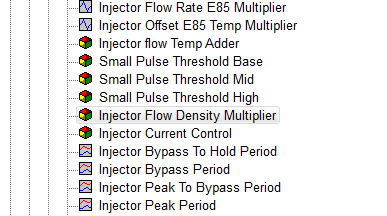 Injector Flow Rate E85 Multiplier
Injector Offset E85 Temp Multiplier
Injector flow Temp Adder
Small Pulse Threshold Base
Small Pulse Threshold Mid
Small Pulse Threshold High
Injector Flow Density Multiplier
Injector Current Control
Injector Bypass To Hold Period
Injector Bypass Period
Injector Peak To Bypass Period
Injector Peak Period